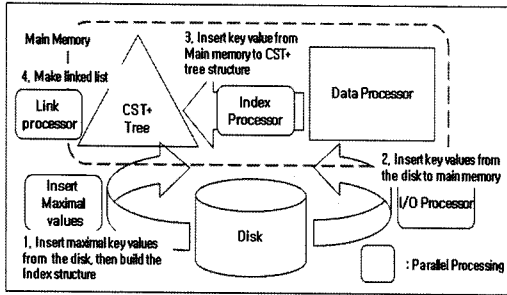 Main Memory
3, Insert key value from
Main memory to CST+
tree structure
4, Make linked list
Link
processor
CST+
Tree
Index
Processor
Data Processor
2, Insert key values from
the disk to main memory
Insert
Maximal
values
I/O Processor
1, Insert maximal key values
from the disk, then build the
Index structure
Disk
: Parallel Processing